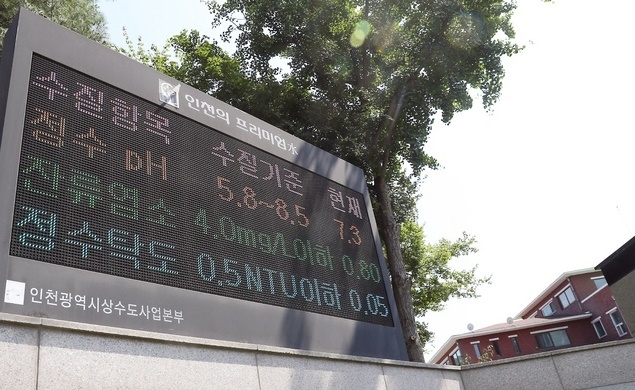 인천의 프리미엄水
수질항목 수질기준 현재
정수 pH 5.8~8.5 7.3
잔류염소 4.0mg/L이하 0.80
정수탁도 0.5NTU이하 0.05
인천광역시상수도사업본부